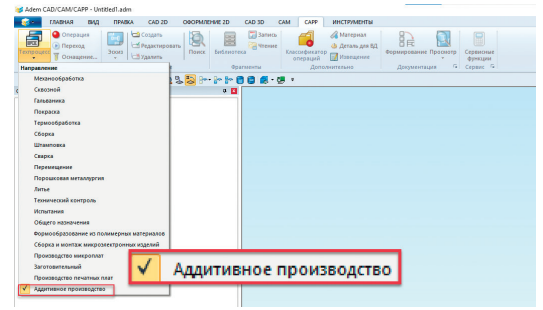 Adem CAD/CAM/CAPP - Untitled1.adm
ГЛАВНАЯ ВИД ПРАВКА CAD 2D ОФОРМЛЕНИЕ 2D CAD 3D CAM CAPP ИНСТРУМЕНТЫ
Операция Создать Запись Материал
Переход Редактировать Чтение Деталь для ВД
Техпроцесс Оснащение... Эскиз Удалить Поиск Библиотека Классификатор операций Извещение Формирование Просмотр Сервисные функции
Фрагменты Дополнительно Документация Сервис
Направление
Механообработка
Сквозной
Гальваника
Покраска
Термообработка
Сборка
Штамповка
Сварка
Перемещение
Порошковая металлургия
Литье
Технический контроль
Испытания
Общего назначения
Формообразование из полимерных материалов
Сборка и монтаж микроэлектронных изделий
Производство микроплат
Заготовительный
Производство печатных плат
Аддитивное производство
Аддитивное производство